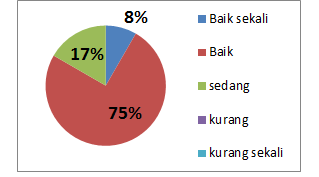 8%
17%
75%
Baik sekali
Baik
sedang
kurang
kurang sekali